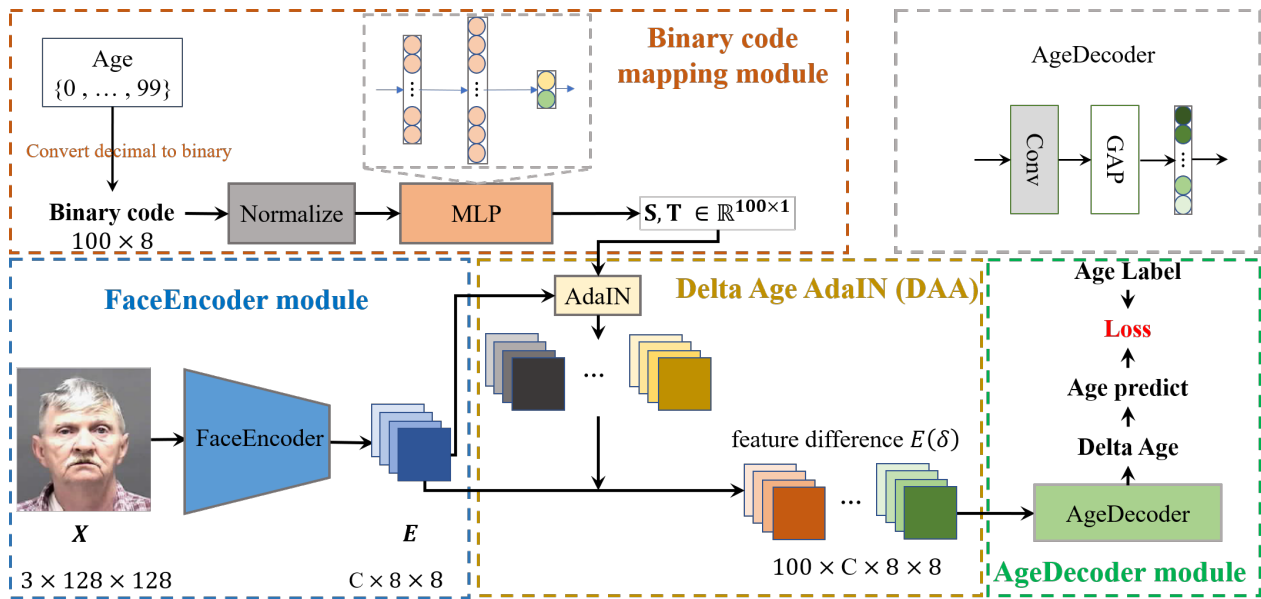 Binary code
mapping module
Age
{0 , … , 99}
Convert decimal to binary
Binary code
100 × 8
Normalize
MLP
S, T ∈ ℝ^{100×1}
AgeDecoder
Conv
GAP
...
FaceEncoder module
FaceEncoder
X
3 × 128 × 128
E
C × 8 × 8
Delta Age AdaIN (DAA)
AdaIN
...
feature difference E(δ)
...
100 × C × 8 × 8
Age Label
Loss
Age predict
Delta Age
AgeDecoder
AgeDecoder module